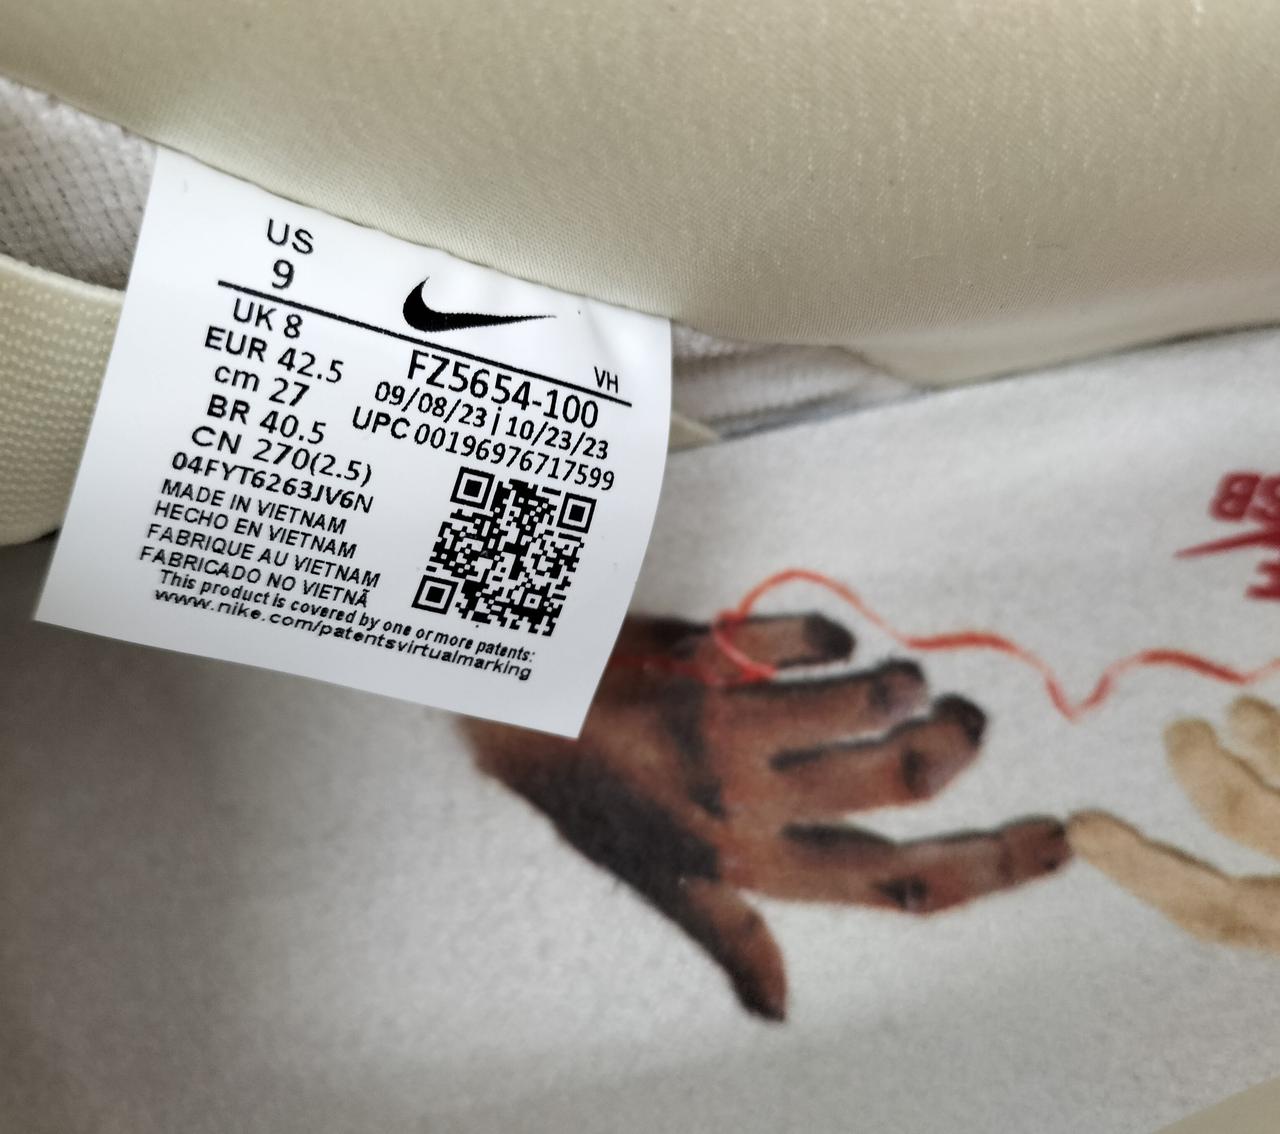 US
9
UK 8
EUR 42.5
cm 27
BR 40.5
CN 270(2.5)
04FYT6263JV6N
MADE IN VIETNAM
HECHO EN VIETNAM
FABRIQUE AU VIETNAM
FABRICADO NO VIETNÃ
This product is covered by one or more patents:
www.nike.com/patentsvirtualmarking
VH
FZ5654-100
09/08/23 | 10/23/23
UPC 00196976717599